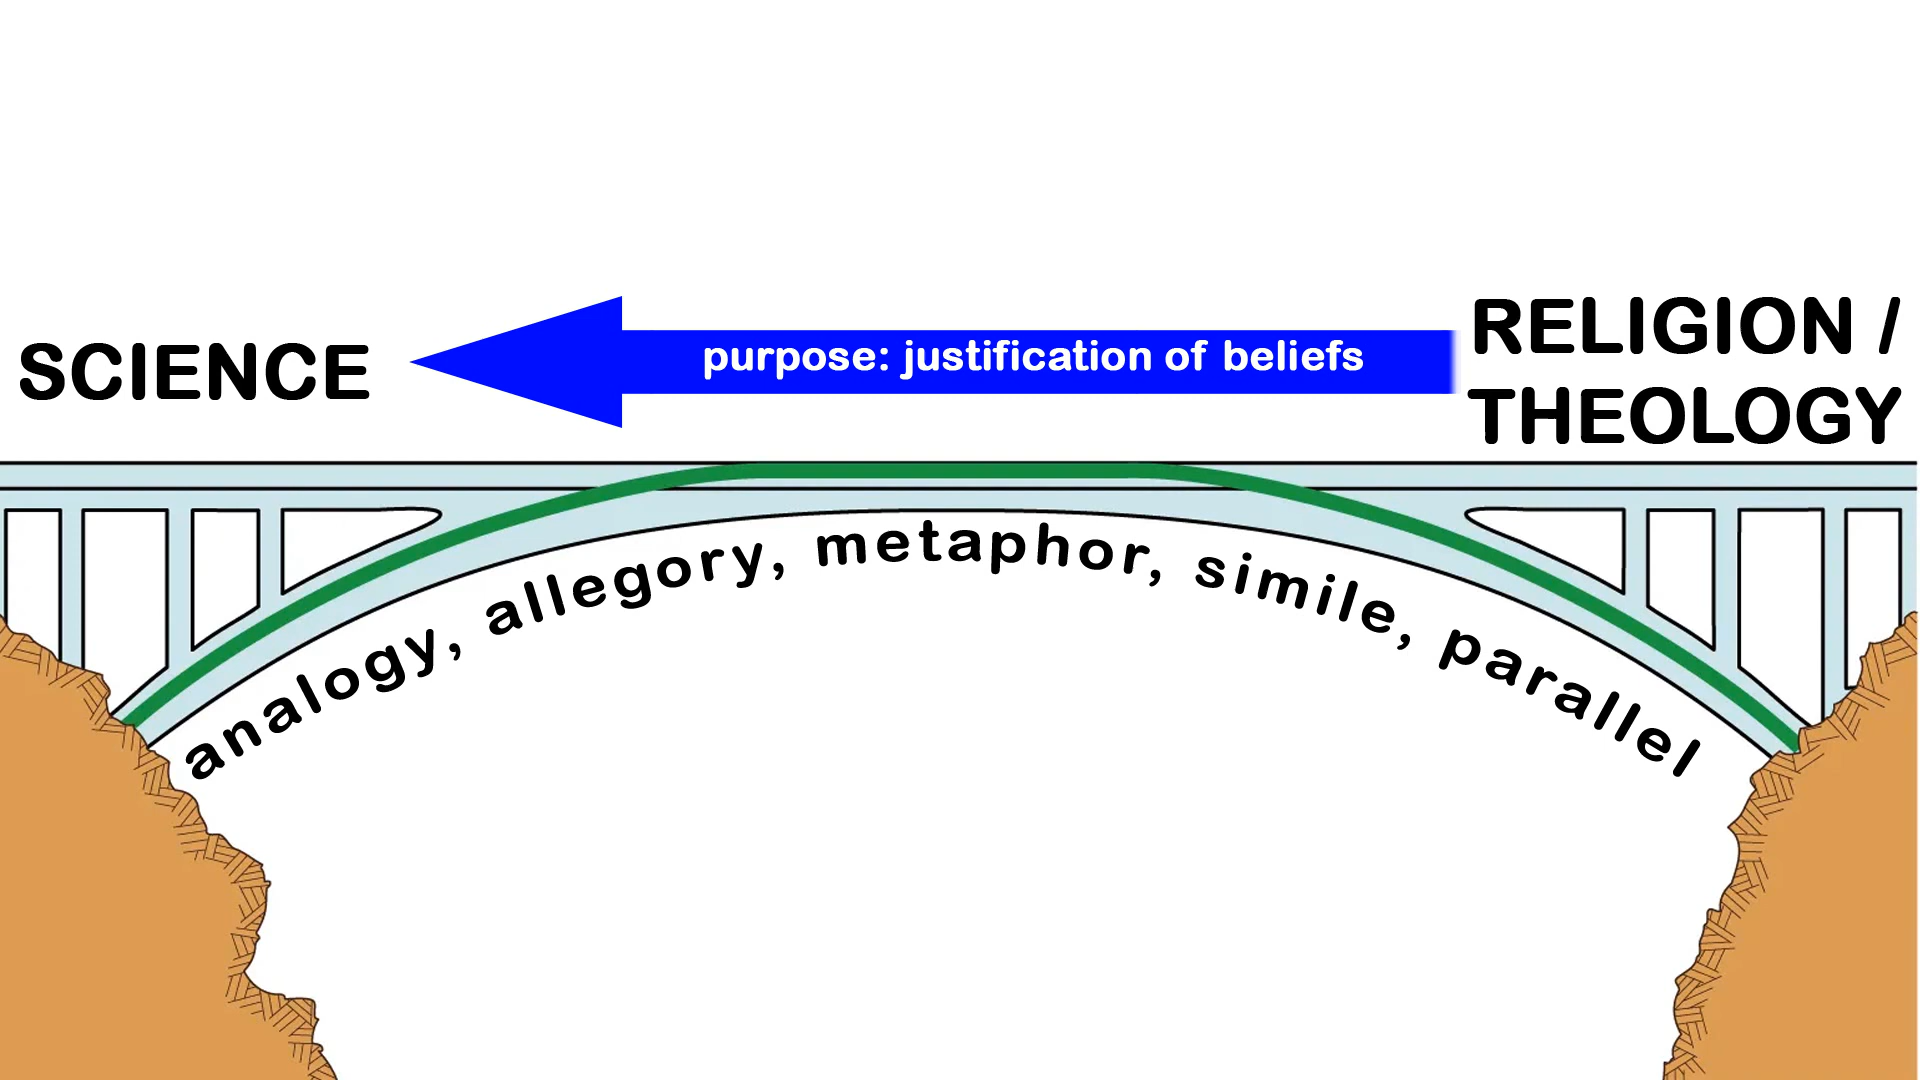 SCIENCE
purpose: justification of beliefs
RELIGION /
THEOLOGY
analogy, allegory, metaphor, simile, parallel